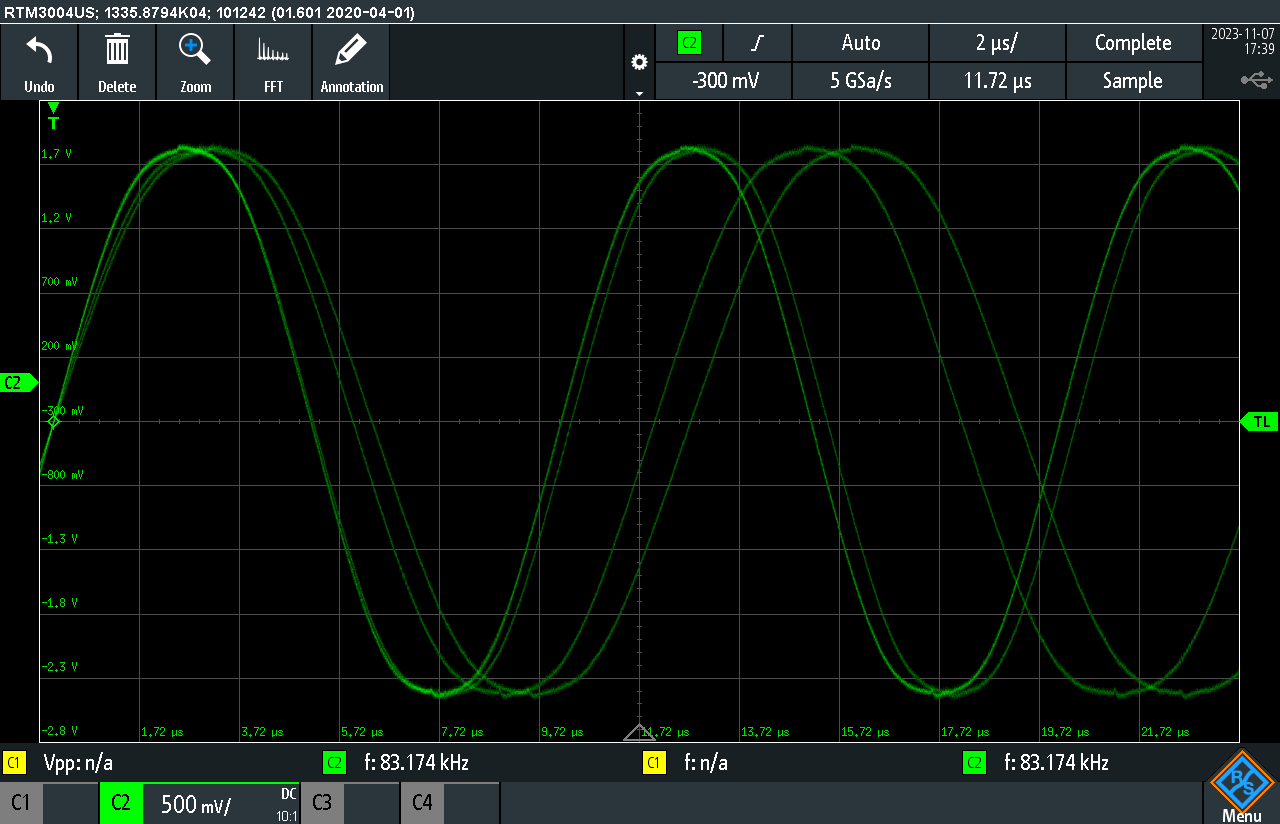 RTM3004US; 1335.8794K04; 101242 (01.601 2020-04-01)
Undo
Delete
Zoom
FFT
Annotation
C2
Auto
2 µs/
Complete
-300 mV
5 GSa/s
11.72 µs
Sample
2023-11-07
17:39
T
1.7 V
1.2 V
700 mV
200 mV
C2
-300 mV
TL
-800 mV
-1.3 V
-1.8 V
-2.3 V
-2.8 V
1.72 µs
3.72 µs
5.72 µs
7.72 µs
9.72 µs
11.72 µs
13.72 µs
15.72 µs
17.72 µs
19.72 µs
21.72 µs
C1 Vpp: n/a
C2 f: 83.174 kHz
C1 f: n/a
C2 f: 83.174 kHz
C1
C2
500 mV/
DC
10:1
C3
C4
R
S
Menu